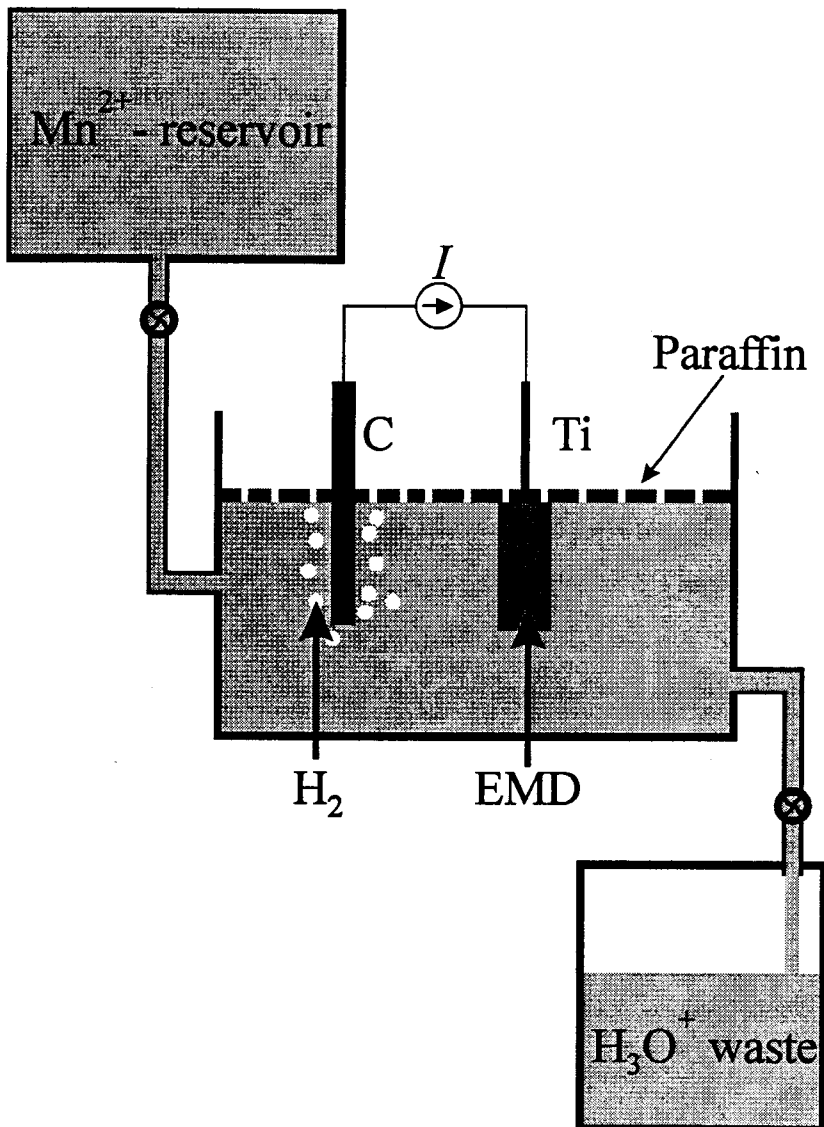 Mn²⁺- reservoir
I
Paraffin
C
Ti
H₂
EMD
H₃O⁺ waste